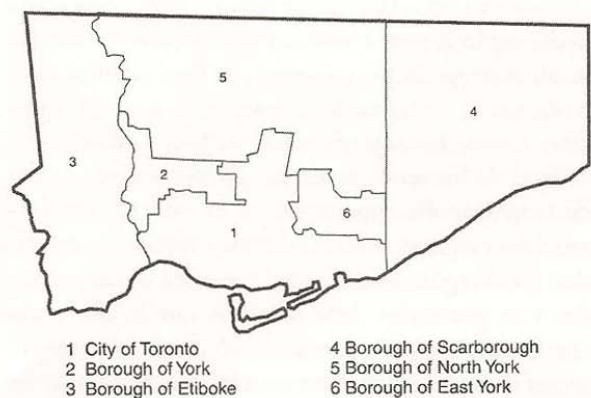 5
4
3
2
6
1
1 City of Toronto
2 Borough of York
3 Borough of Etiboke
4 Borough of Scarborough
5 Borough of North York
6 Borough of East York